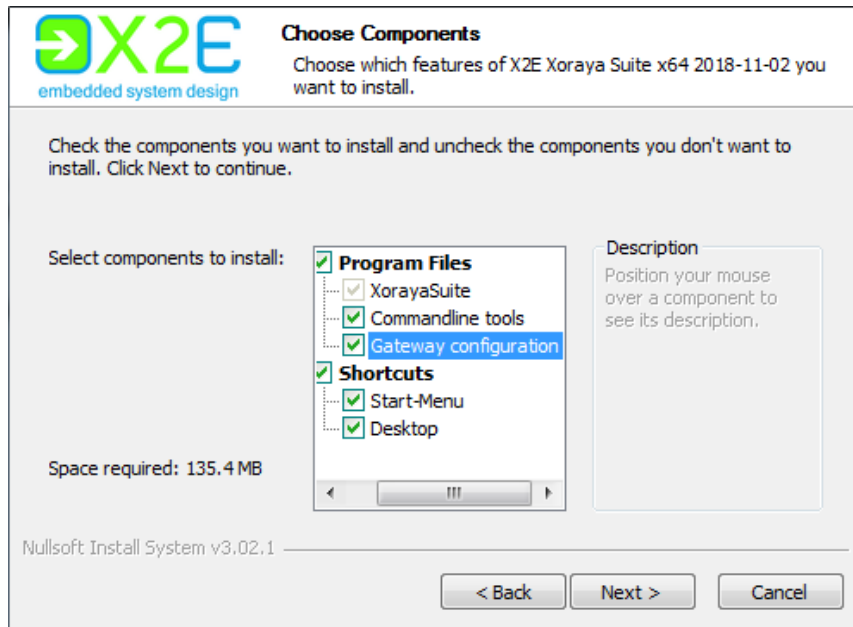 X2E
embedded system design
Choose Components
Choose which features of X2E Xoraya Suite x64 2018-11-02 you
want to install.
Check the components you want to install and uncheck the components you don't want to
install. Click Next to continue.
Select components to install:
Program Files
XorayaSuite
Commandline tools
Gateway configuration
Shortcuts
Start-Menu
Desktop
Description
Position your mouse
over a component to
see its description.
Space required: 135.4 MB
Nullsoft Install System v3.02.1
< Back
Next >
Cancel